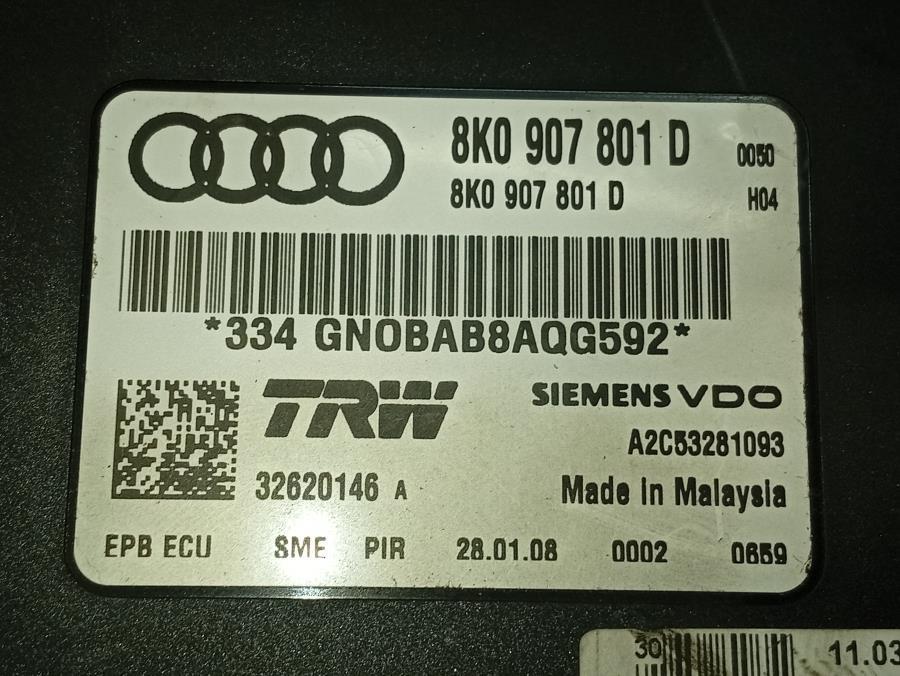 8K0 907 801 D 0050
8K0 907 801 D H04
*334 GNOBAB8AQG592*
TRW
SIEMENS VDO
A2C53281093
32620146 A
Made in Malaysia
EPB ECU SME PIR 28.01.08 0002 0659
30
11.03